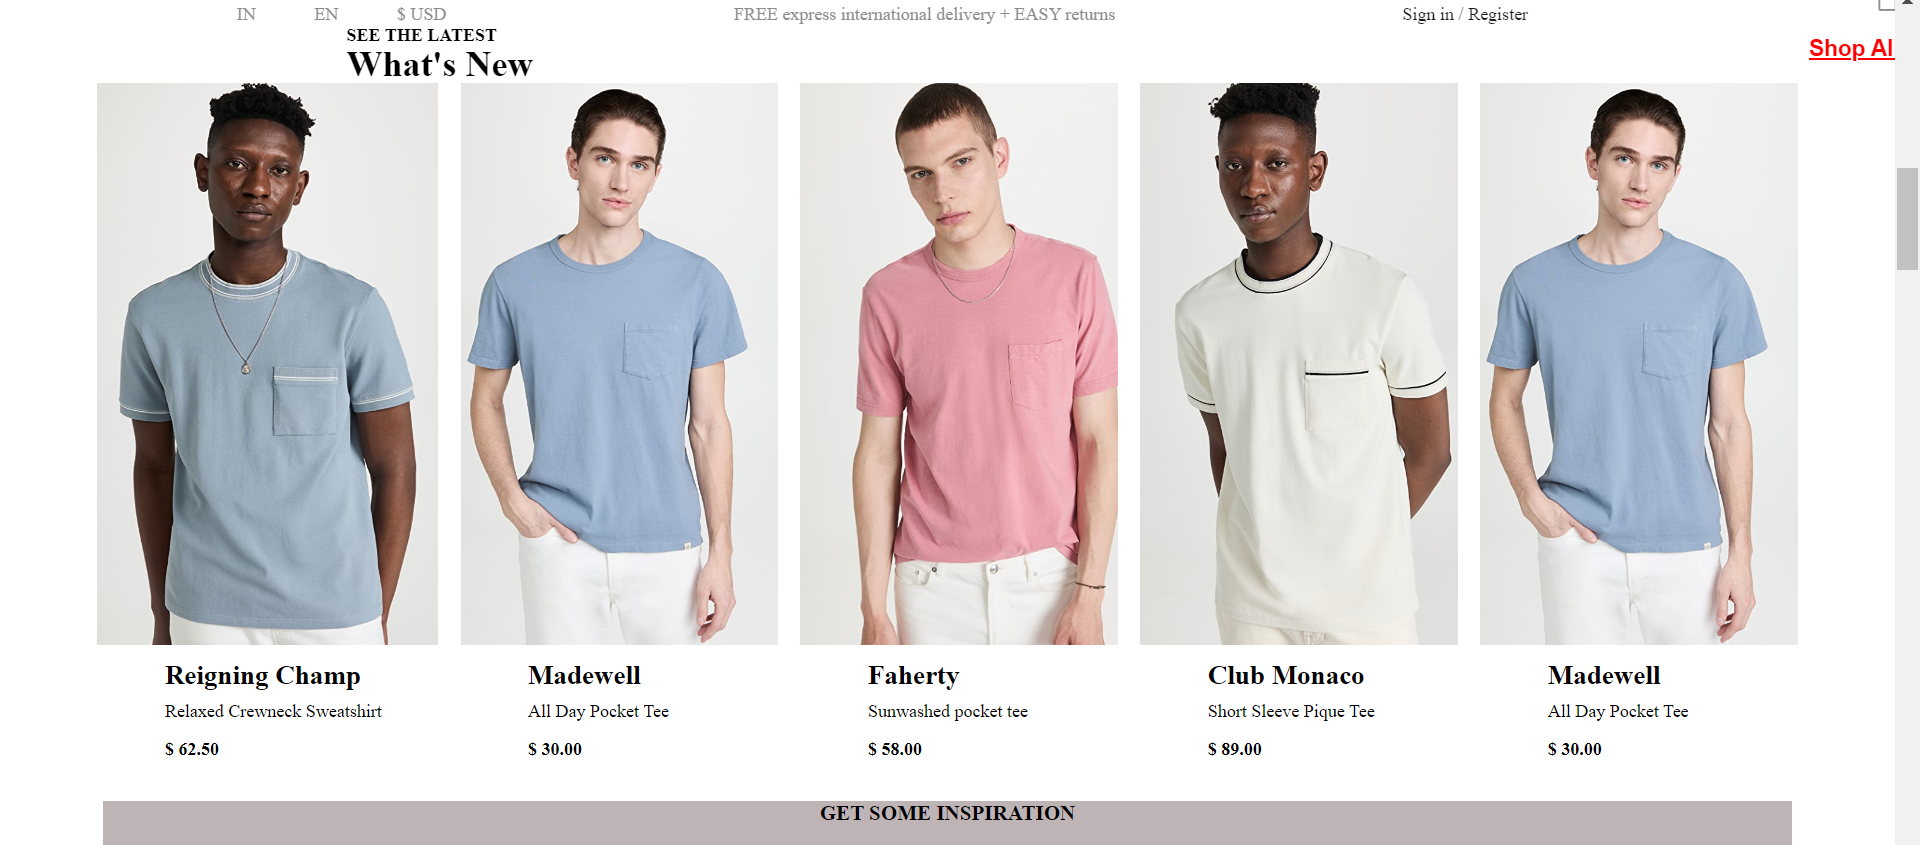 IN EN $ USD FREE express international delivery + EASY returns Sign in / Register
SEE THE LATEST
What's New
Shop Al
Reigning Champ
Relaxed Crewneck Sweatshirt
$ 62.50
Madewell
All Day Pocket Tee
$ 30.00
Faherty
Sunwashed pocket tee
$ 58.00
Club Monaco
Short Sleeve Pique Tee
$ 89.00
Madewell
All Day Pocket Tee
$ 30.00
GET SOME INSPIRATION